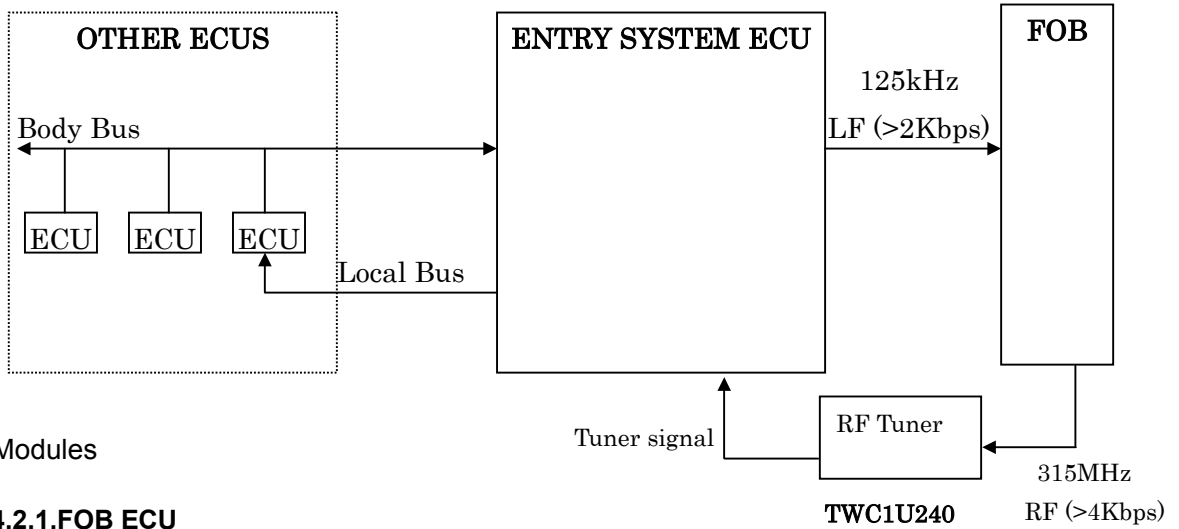 OTHER ECUS
ENTRY SYSTEM ECU
FOB
125kHz
LF (>2Kbps)
Body Bus
ECU
ECU
ECU
Local Bus
Tuner signal
RF Tuner
TWC1U240
315MHz
RF (>4Kbps)
Modules
4.2.1.FOB ECU